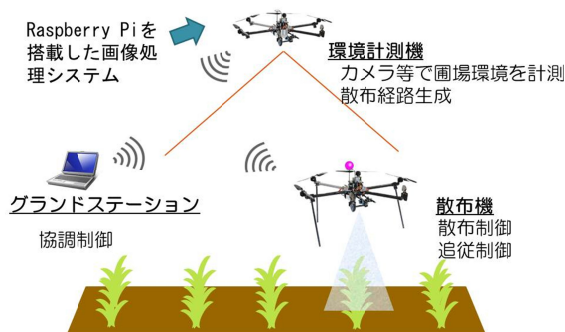 Raspberry Piを
搭載した画像処
理システム
環境計測機
カメラ等で圃場環境を計測
散布経路生成
グランドステーション
協調制御
散布機
散布制御
追従制御